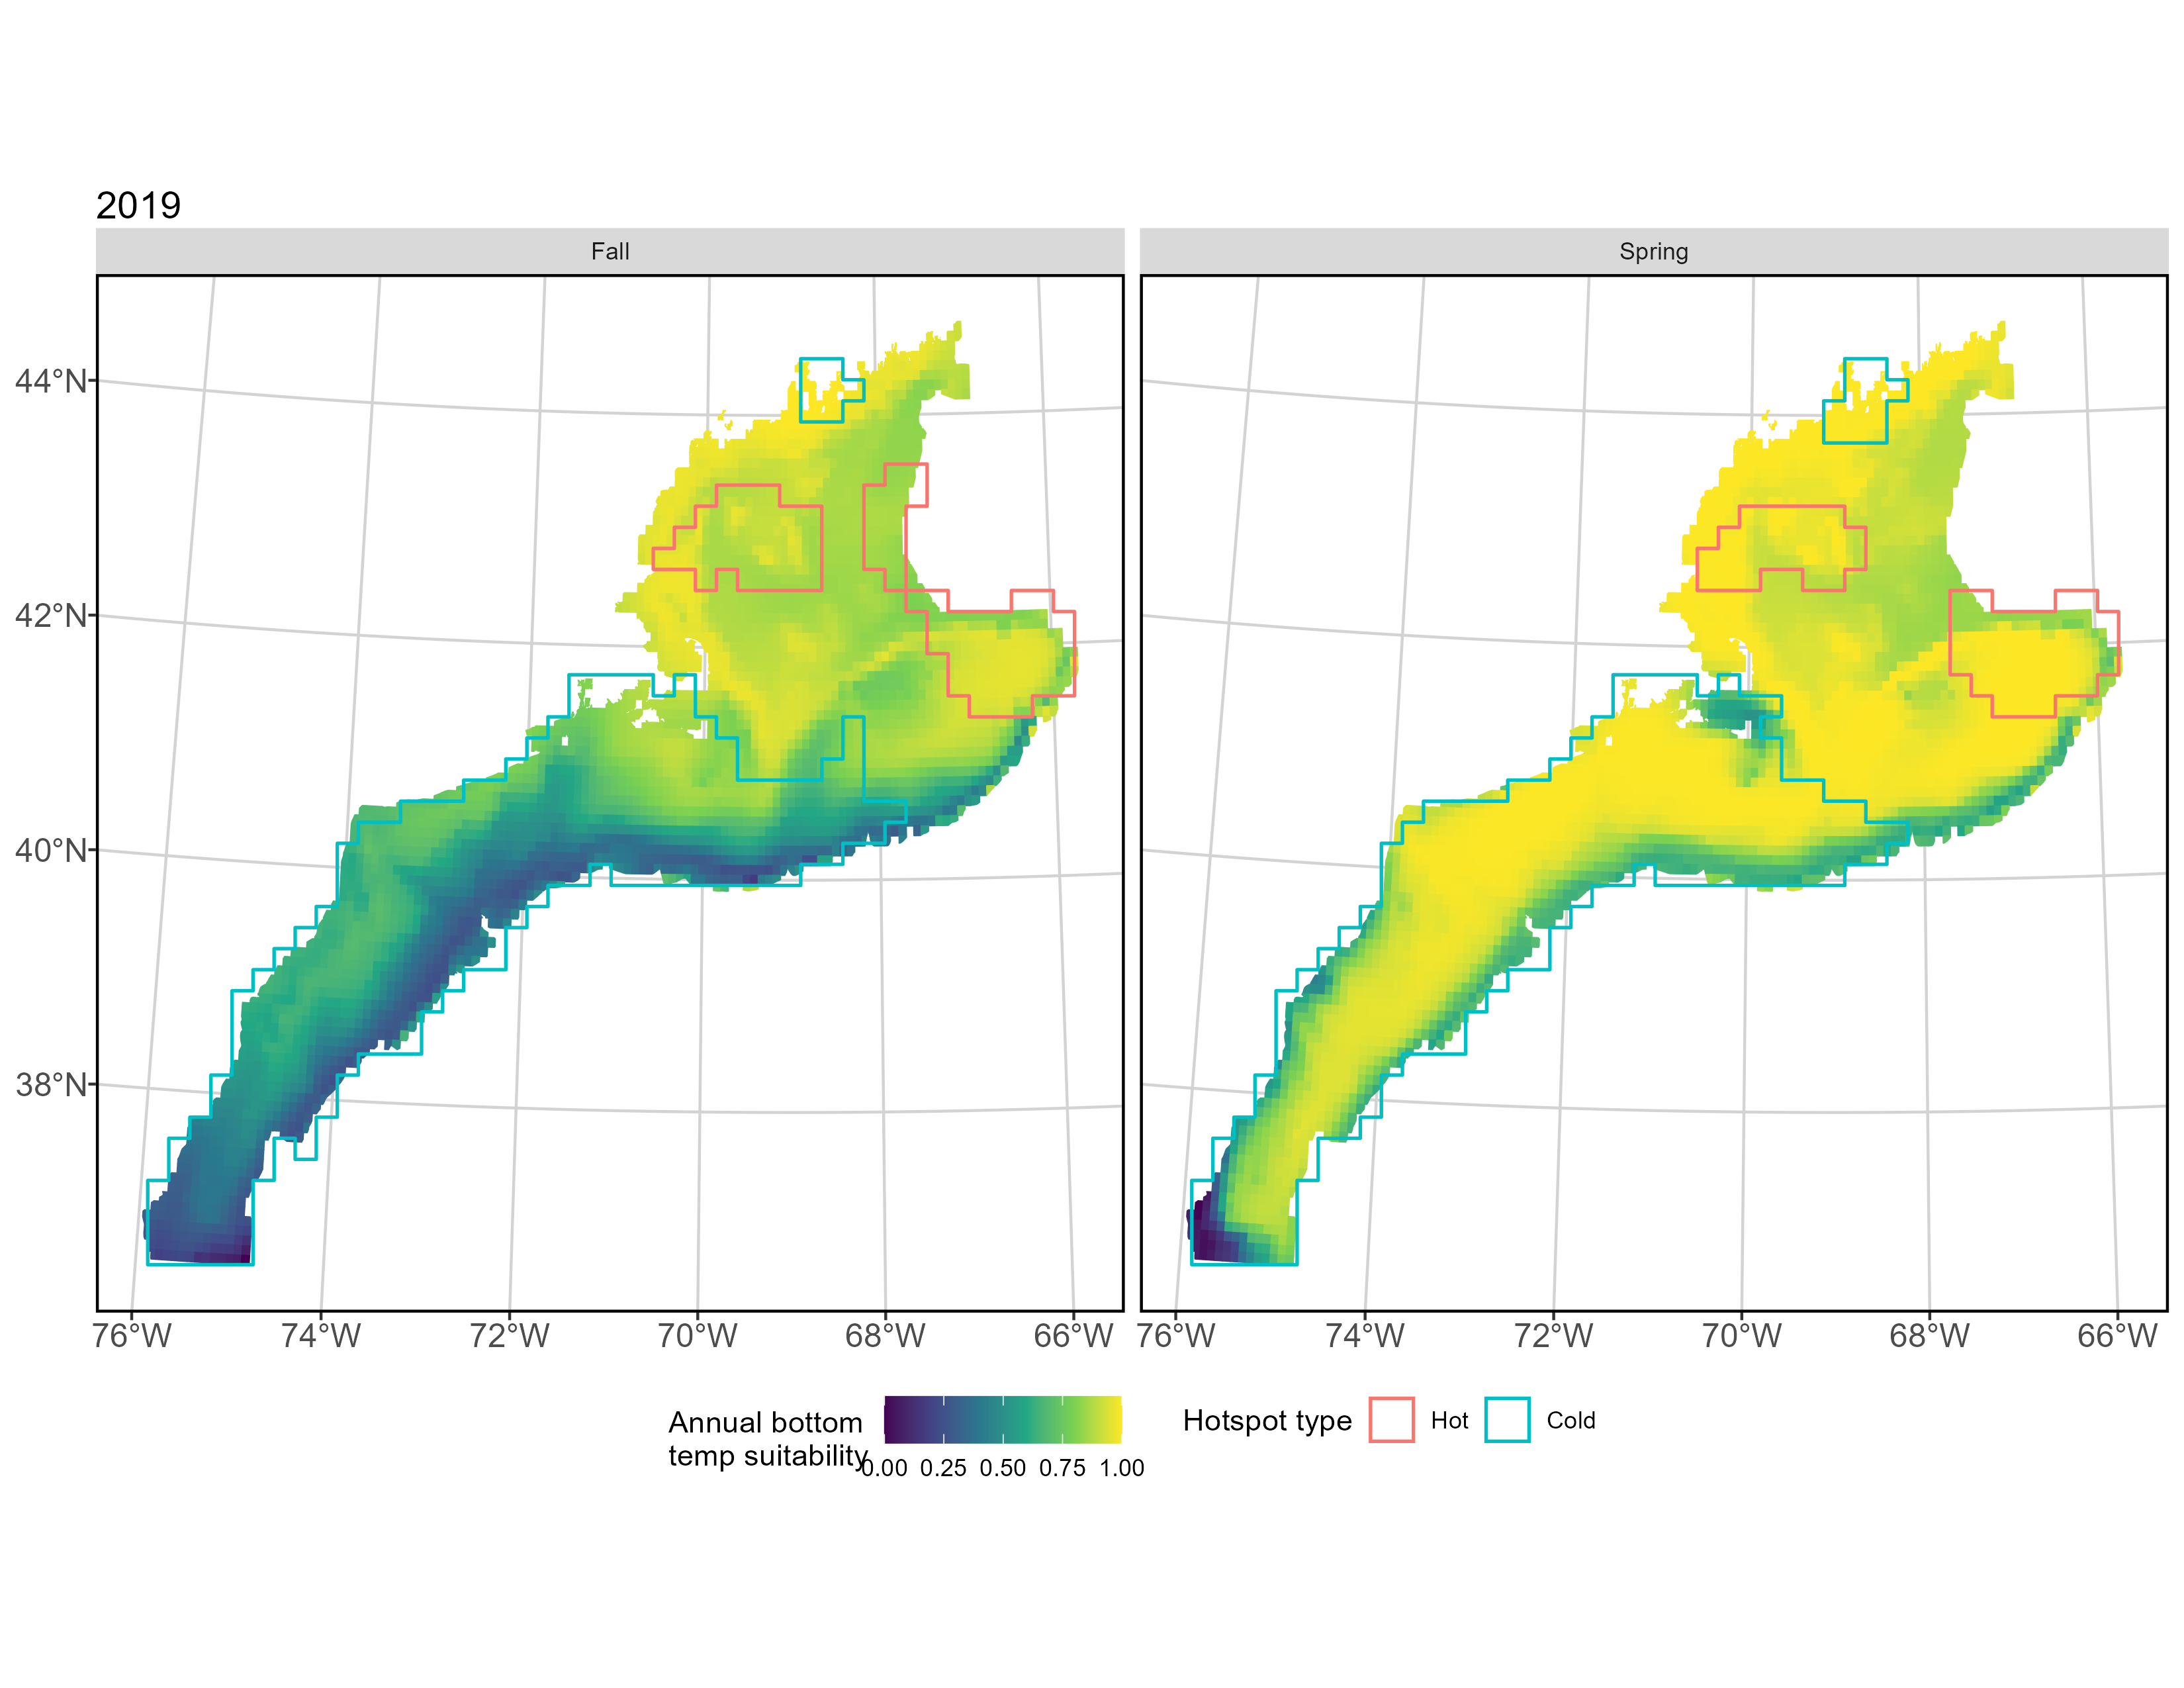 2019
Fall
Spring
44°N
42°N
40°N
38°N
76°W 74°W 72°W 70°W 68°W 66°W
76°W 74°W 72°W 70°W 68°W 66°W
Annual bottom
temp suitability
0.00 0.25 0.50 0.75 1.00
Hotspot type
Hot
Cold